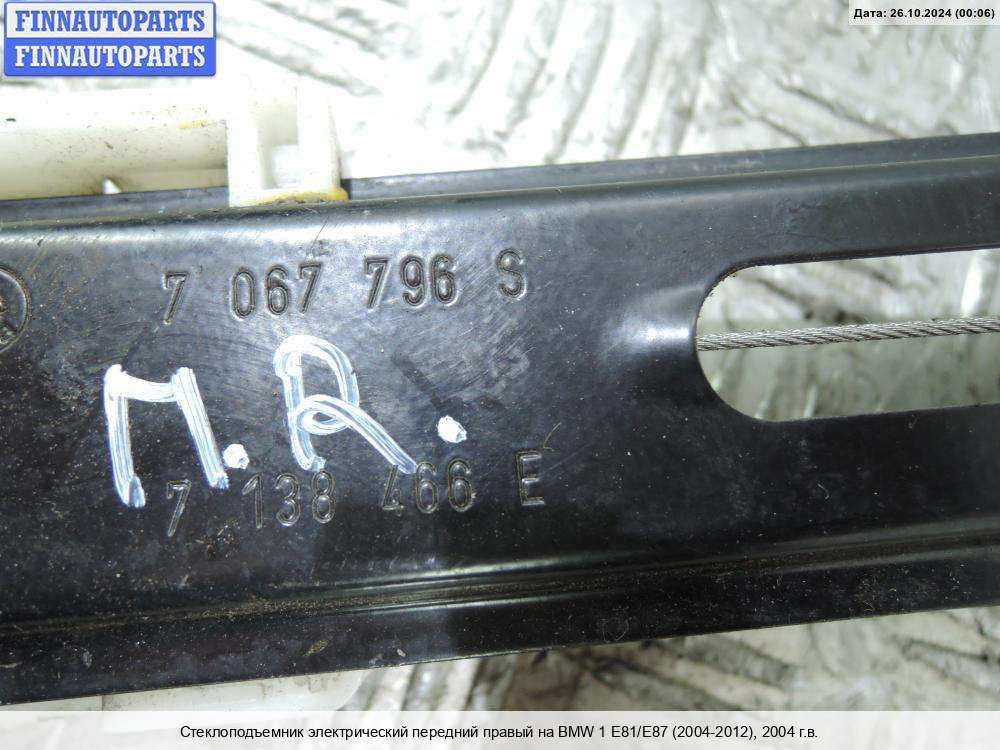 FINNAUTOPARTS
FINNAUTOPARTS
Дата: 26.10.2024 (00:06)
7 067 796 S
П.R.
7 138 466 E
Стеклоподъемник электрический передний правый на BMW 1 E81/E87 (2004-2012), 2004 г.в.